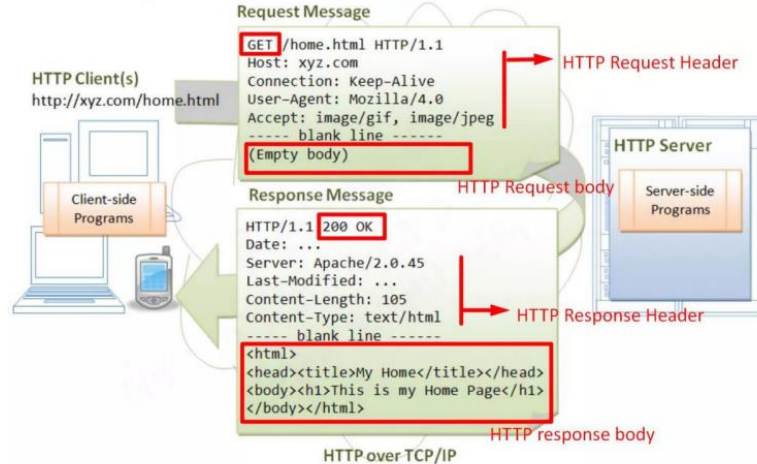 Request Message
GET /home.html HTTP/1.1
Host: xyz.com
Connection: Keep-Alive
User-Agent: Mozilla/4.0
Accept: image/gif, image/jpeg
----- blank line ------
(Empty body)
HTTP Request Header
HTTP Client(s)
http://xyz.com/home.html
Client-side
Programs
HTTP Request body
HTTP Server
Server-side
Programs
Response Message
HTTP/1.1 200 OK
Date: ...
Server: Apache/2.0.45
Last-Modified: ...
Content-Length: 105
Content-Type: text/html
----- blank line ------
<html>
<head><title>My Home</title></head>
<body><h1>This is my Home Page</h1>
</body></html>
HTTP Response Header
HTTP response body
HTTP over TCP/IP